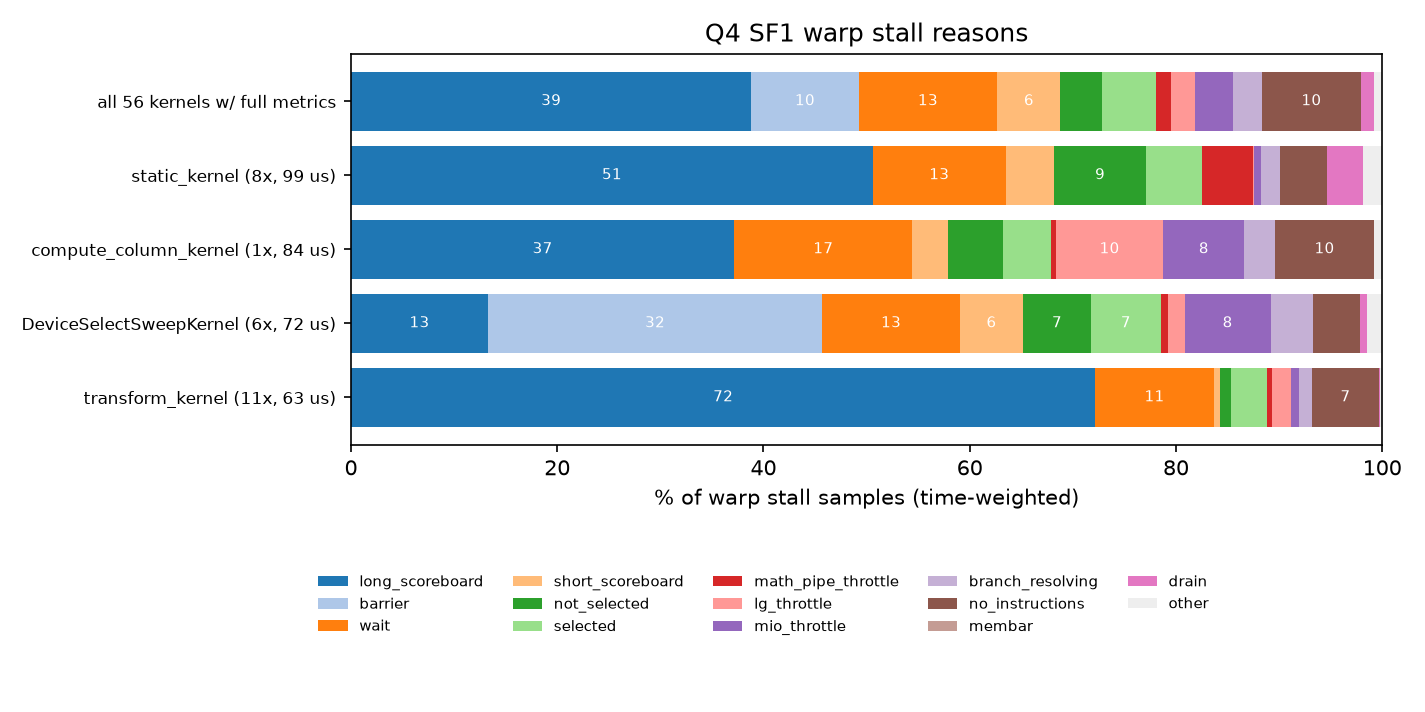 Q4 SF1 warp stall reasons
all 56 kernels w/ full metrics
39 10 13 6 10
static_kernel (8x, 99 us)
51 13 9
compute_column_kernel (1x, 84 us)
37 17 10 8 10
DeviceSelectSweepKernel (6x, 72 us)
13 32 13 6 7 7 8
transform_kernel (11x, 63 us)
72 11 7
0 20 40 60 80 100
% of warp stall samples (time-weighted)
long_scoreboard short_scoreboard math_pipe_throttle branch_resolving drain
barrier not_selected lg_throttle no_instructions other
wait selected mio_throttle membar